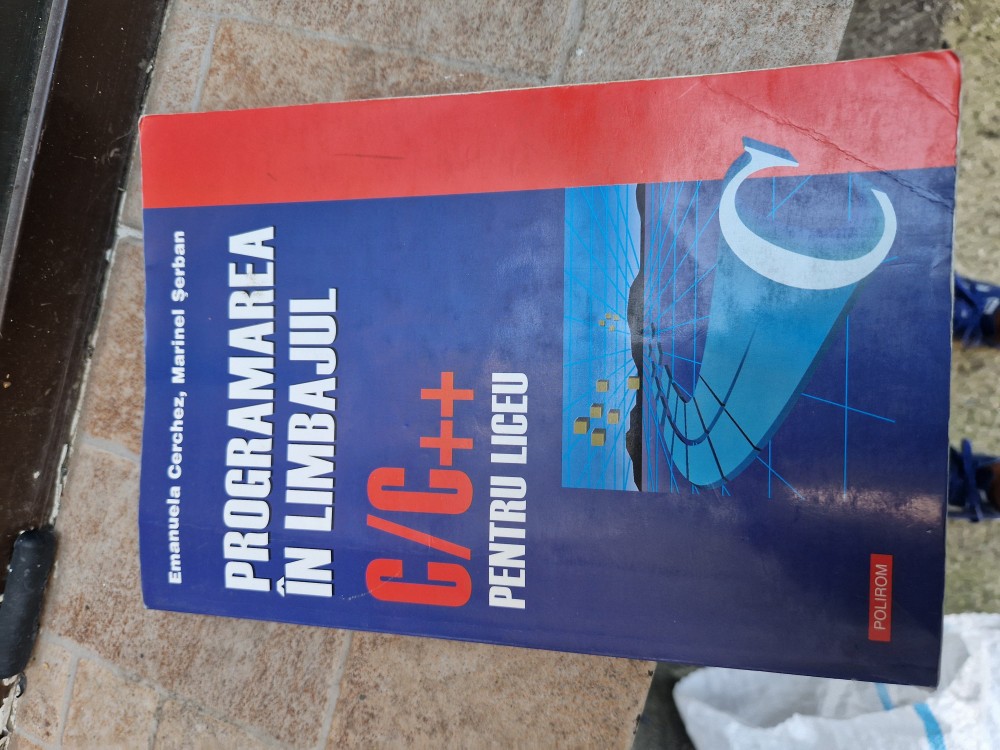 Emanuela Cerchez, Marinel Şerban
PROGRAMAREA
ÎN LIMBAJUL
C/C++
PENTRU LICEU
C
POLIROM